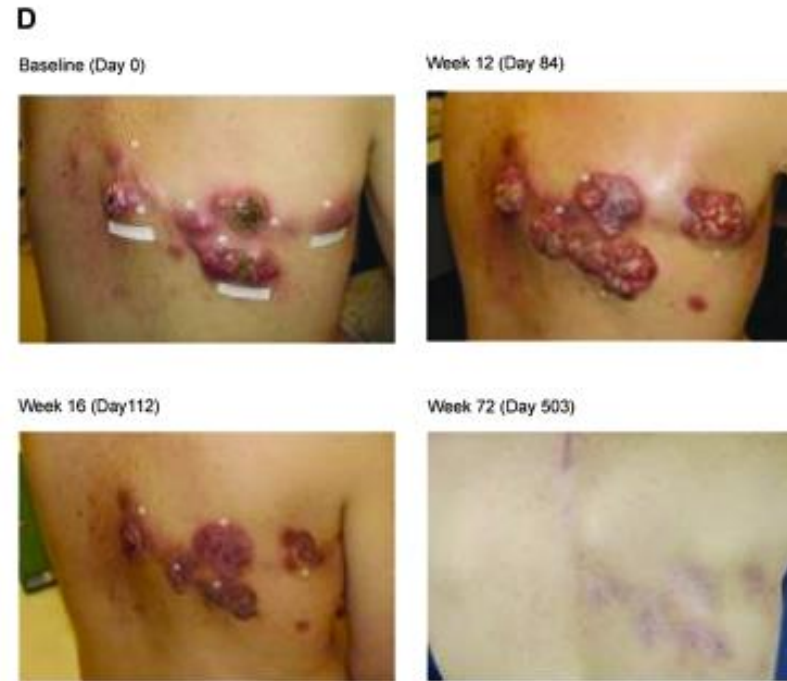 D
Baseline (Day 0)
Week 12 (Day 84)
Week 16 (Day112)
Week 72 (Day 503)